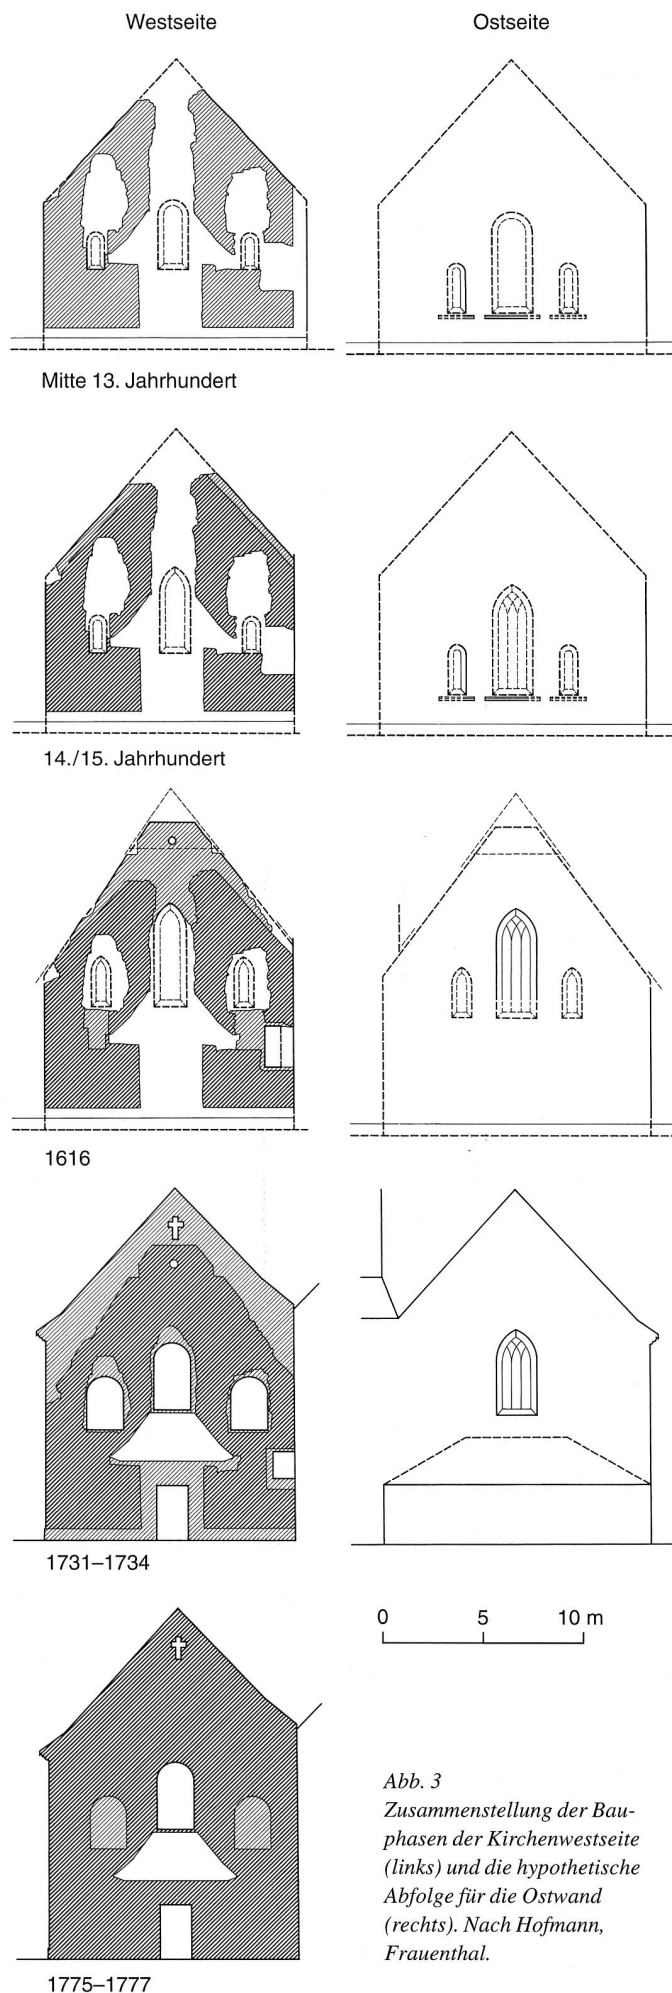 Westseite
Ostseite
Mitte 13. Jahrhundert
14./15. Jahrhundert
1616
1731–1734
0 5 10 m
Abb. 3
Zusammenstellung der Bau-
phasen der Kirchenwestseite
(links) und die hypothetische
Abfolge für die Ostwand
(rechts). Nach Hofmann,
Frauenthal.
1775–1777